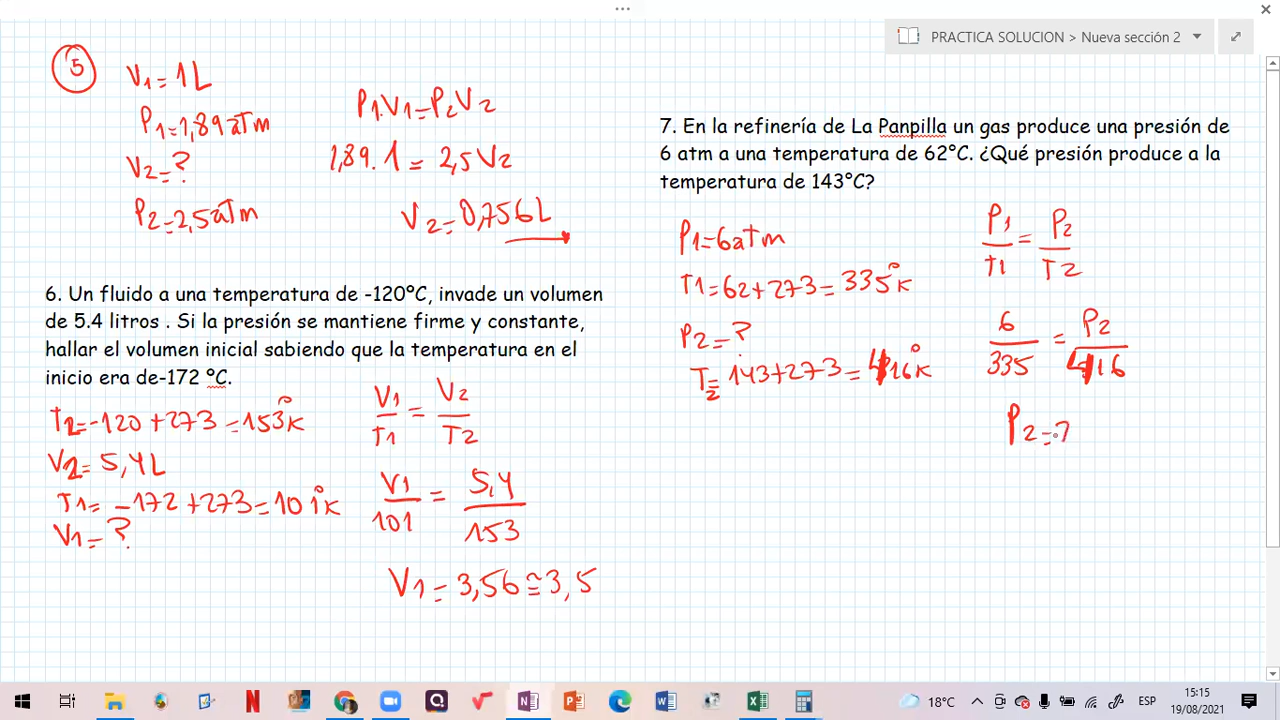 PRACTICA SOLUCION > Nueva sección 2
5
V1=1L
P1=1,89 atm
V2=?
P2=2,5 atm
P1.V1=P2V2
1,89.1=2,5V2
V2=0,756L
6. Un fluido a una temperatura de -120°C, invade un volumen
de 5.4 litros . Si la presión se mantiene firme y constante,
hallar el volumen inicial sabiendo que la temperatura en el
inicio era de-172 °C.
T2=-120+273=153°K
V2=5,4L
T1=-172+273=101°K
V1=?
V1/T1=V2/T2
V1/101=5,4/153
V1=3,56≅3,5
7. En la refinería de La Panpilla un gas produce una presión de
6 atm a una temperatura de 62°C. ¿Qué presión produce a la
temperatura de 143°C?
P1=6atm
T1=62+273=335°K
P2=?
T2=143+273=416°K
P1/T1=P2/T2
6/335=P2/416
P2=7
18°C
ESP
5:15
19/08/2021